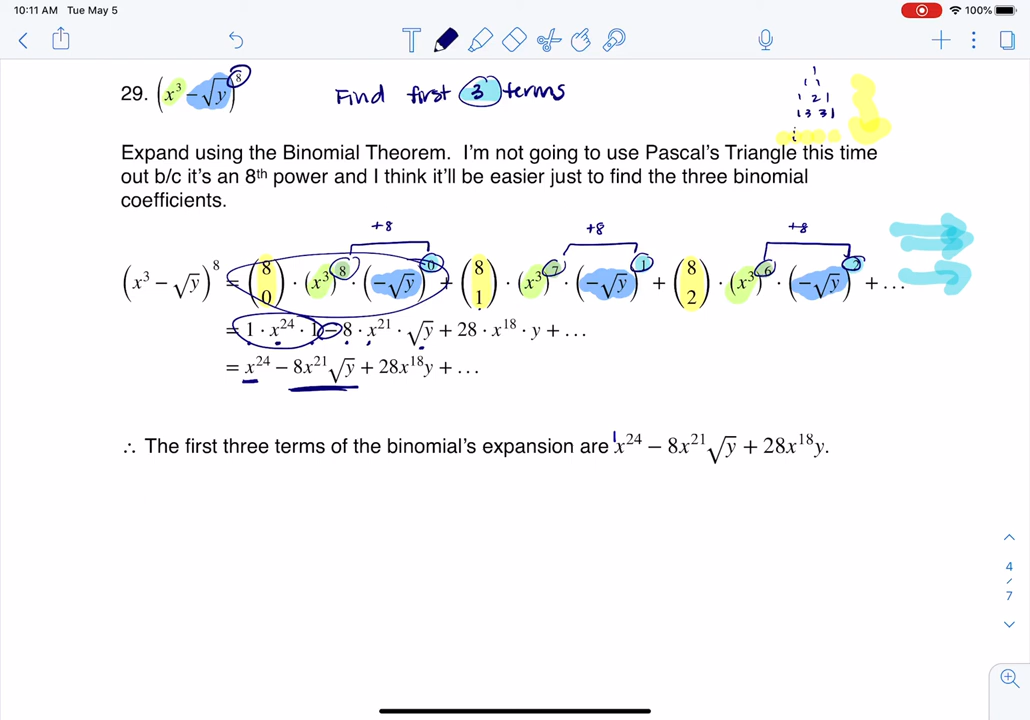 10:11 AM Tue May 5 100%
29. (x³ − √y)⁸ Find first 3 terms
1
1 1
1 2 1
1 3 3 1
Expand using the Binomial Theorem. I'm not going to use Pascal's Triangle this time
out b/c it's an 8th power and I think it'll be easier just to find the three binomial
coefficients.
+8 +8 +8
(x³ − √y)⁸ = (8 0) · (x³)⁸ · (−√y)⁰ + (8 1) · (x³)⁷ · (−√y)¹ + (8 2) · (x³)⁶ · (−√y)² + …
= 1 · x²⁴ · 1 − 8 · x²¹ · √y + 28 · x¹⁸ · y + …
= x²⁴ − 8x²¹√y + 28x¹⁸y + …
∴ The first three terms of the binomial's expansion are x²⁴ − 8x²¹√y + 28x¹⁸y.
4
/
7